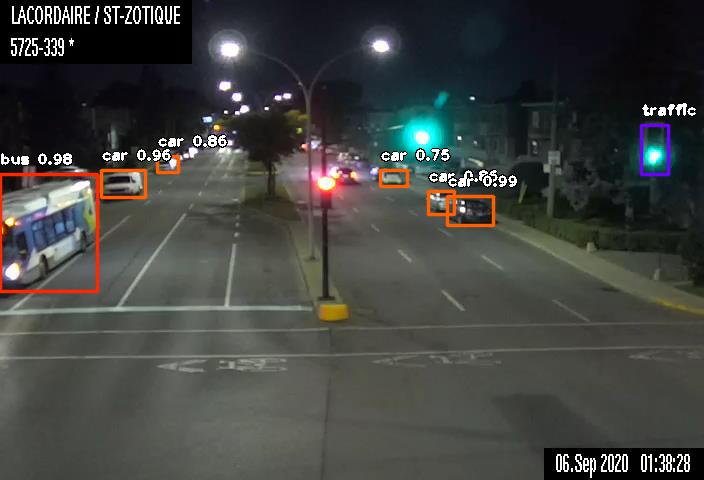 LACORDAIRE / ST-ZOTIQUE
5725-339 *
car 0.86
car 0.96
bus 0.98
car 0.75
traffic
car 0.99
06.Sep 2020 01:38:28